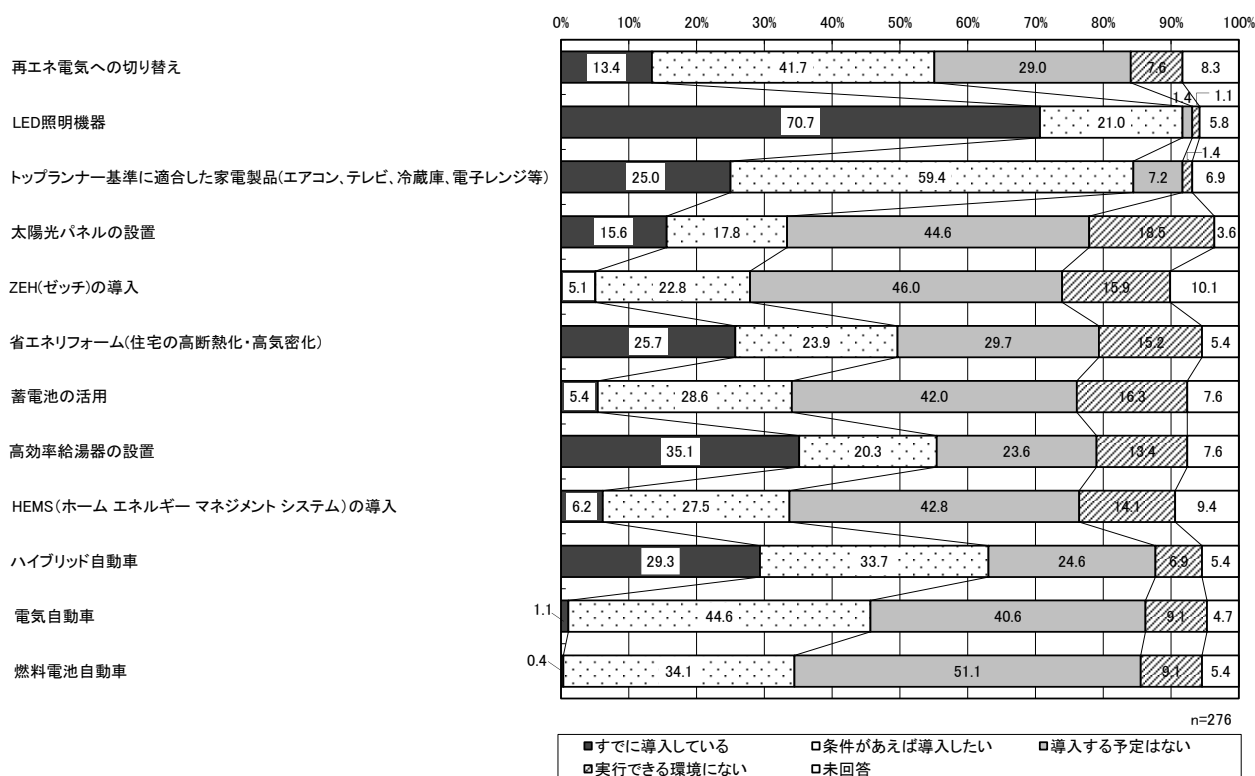 0% 10% 20% 30% 40% 50% 60% 70% 80% 90% 100%
再エネ電気への切り替え 13.4 41.7 29.0 7.6 8.3
LED照明機器 70.7 21.0 1.4 1.1 5.8
トップランナー基準に適合した家電製品(エアコン、テレビ、冷蔵庫、電子レンジ等) 25.0 59.4 7.2 1.4 6.9
太陽光パネルの設置 15.6 17.8 44.6 18.5 3.6
ZEH(ゼッチ)の導入 5.1 22.8 46.0 15.9 10.1
省エネリフォーム(住宅の高断熱化・高気密化) 25.7 23.9 29.7 15.2 5.4
蓄電池の活用 5.4 28.6 42.0 16.3 7.6
高効率給湯器の設置 35.1 20.3 23.6 13.4 7.6
HEMS(ホーム エネルギー マネジメント システム)の導入 6.2 27.5 42.8 14.1 9.4
ハイブリッド自動車 29.3 33.7 24.6 6.9 5.4
電気自動車 1.1 44.6 40.6 9.1 4.7
燃料電池自動車 0.4 34.1 51.1 9.1 5.4
n=276
すでに導入している 条件があえば導入したい 導入する予定はない
実行できる環境にない 未回答